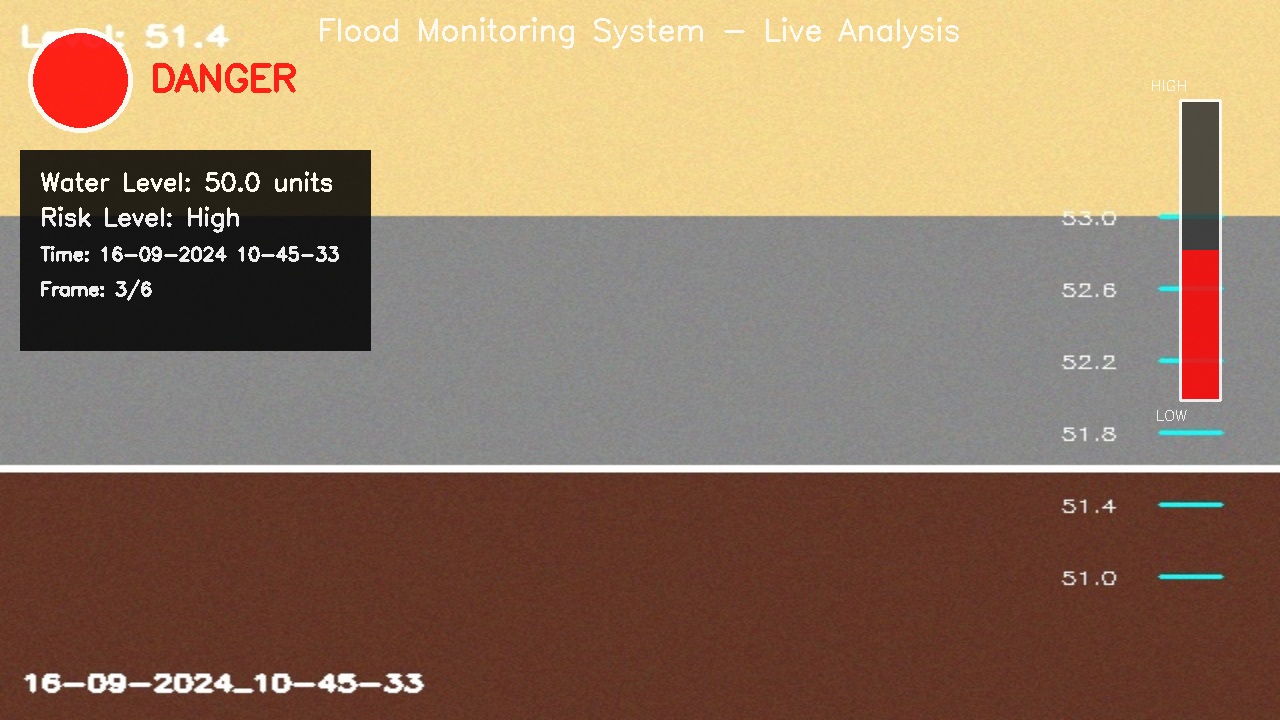 Level: 51.4
Flood Monitoring System - Live Analysis
DANGER
HIGH
Water Level: 50.0 units
Risk Level: High
Time: 16-09-2024 10-45-33
Frame: 3/6
53.0
52.6
52.2
LOW
51.8
51.4
51.0
16-09-2024_10-45-33